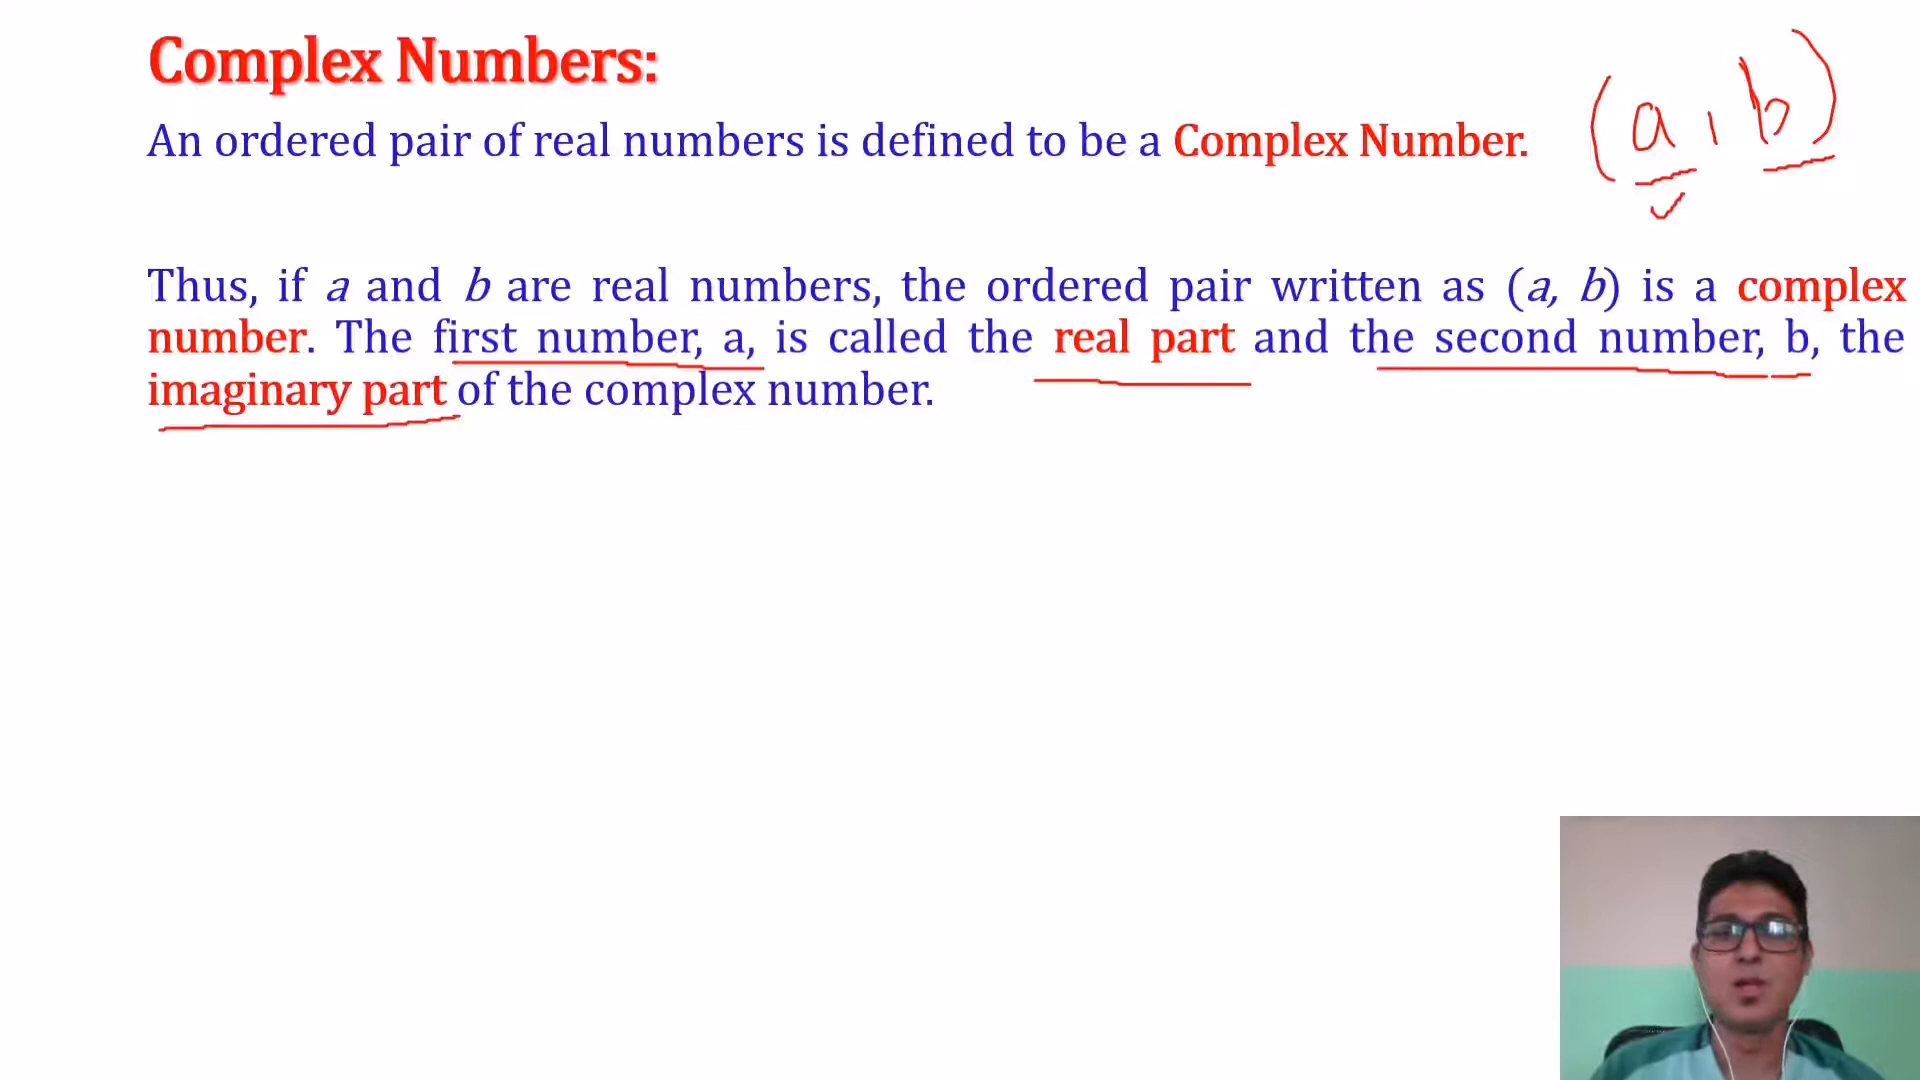 Complex Numbers:
An ordered pair of real numbers is defined to be a Complex Number.
(a, b)
Thus, if a and b are real numbers, the ordered pair written as (a, b) is a complex
number. The first number, a, is called the real part and the second number, b, the
imaginary part of the complex number.